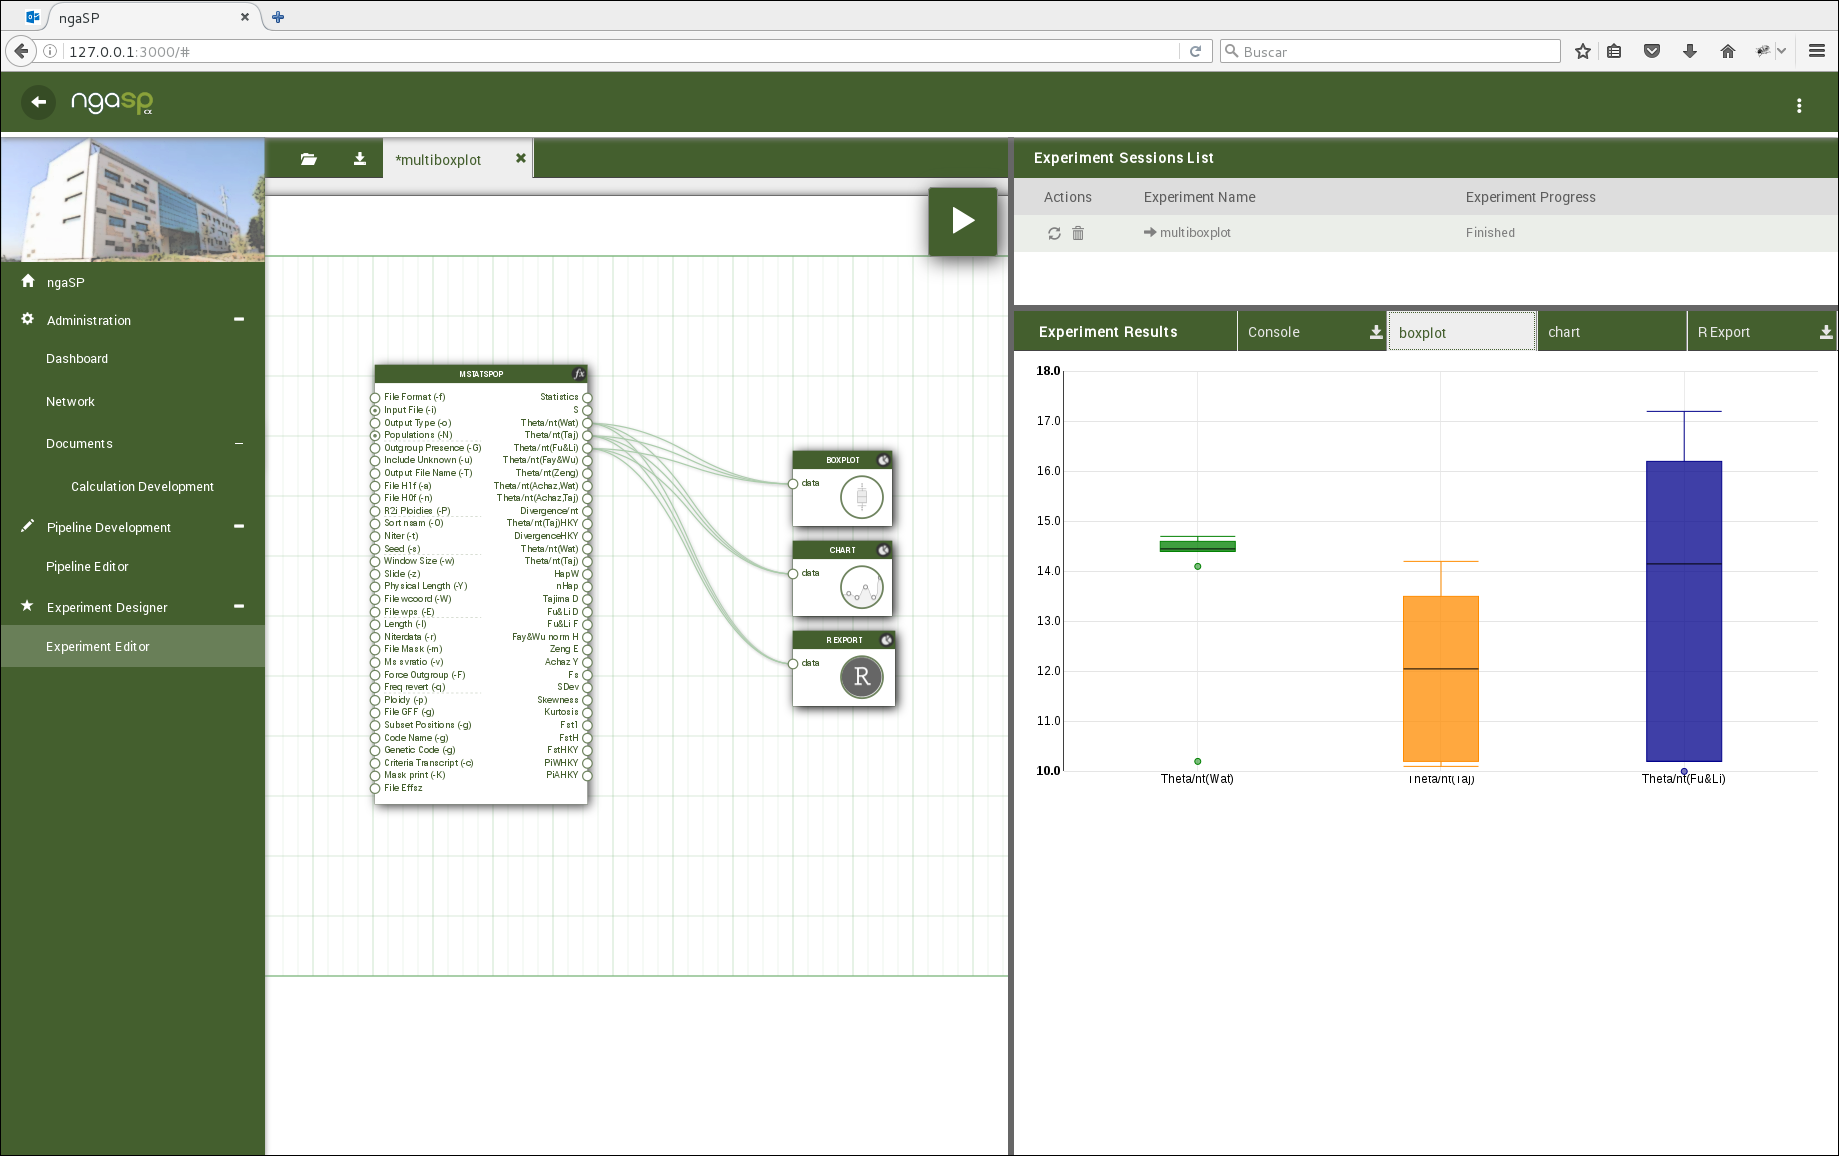 ngaSP
127.0.0.1:3000/#
Buscar
ngasp
α
*multiboxplot
Experiment Sessions List
Actions Experiment Name Experiment Progress
multiboxplot Finished
ngaSP
Administration
Dashboard
Network
Documents
Calculation Development
Pipeline Development
Pipeline Editor
Experiment Designer
Experiment Editor
MSTATSPOP fx
File Format (-f) Statistics
Input File (-i) S
Output Type (-o) Theta/nt(Wat)
Populations (-N) Theta/nt(Taj)
Outgroup Presence (-G) Theta/nt(Fu&Li)
Include Unknown (-u) Theta/nt(Fay&Wu)
Output File Name (-T) Theta/nt(Zeng)
File H1f (-a) Theta/nt(Achaz,Wat)
File H0f (-n) Theta/nt(Achaz,Taj)
R2i Ploidies (-P) Divergence/nt
Sort nsam (-O) Theta/nt(Taj)HKY
Niter (-t) DivergenceHKY
Seed (-s) Theta/nt(Wat)
Window Size (-w) Theta/nt(Taj)
Slide (-z) HapW
Physical Length (-Y) nHap
File wcoord (-W) Tajima D
File wps (-E) Fu&Li D
Length (-l) Fu&Li F
Niterdata (-r) Fay&Wu norm H
File Mask (-m) Zeng E
Ms svratio (-v) Achaz Y
Force Outgroup (-F) Fs
Freq revert (-q) SDev
Ploidy (-p) Skewness
File GFF (-g) Kurtosis
Subset Positions (-g) Fst1
Code Name (-g) FstH
Genetic Code (-g) FstHKY
Criteria Transcript (-c) PiWHKY
Mask print (-K) PiAHKY
File Effsz
BOXPLOT
data
CHART
data
R EXPORT
data
R
Experiment Results Console boxplot chart R Export
18.0
17.0
16.0
15.0
14.0
13.0
12.0
11.0
10.0
Theta/nt(Wat) Theta/nt(Taj) Theta/nt(Fu&Li)